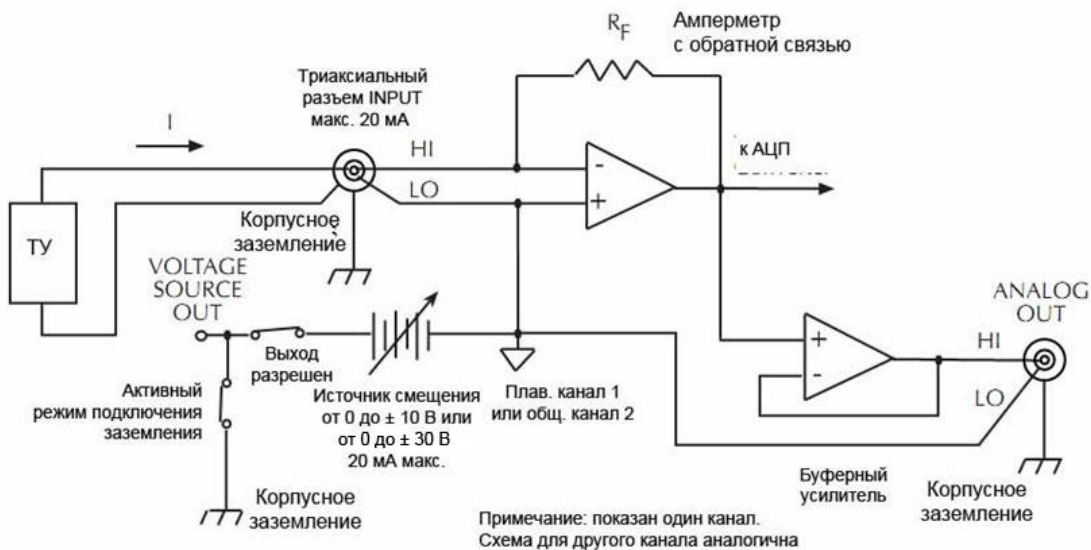 R_F
Амперметр
с обратной связью
Триаксиальный
разъем INPUT
макс. 20 мА
I
HI
LO
-
+
к АЦП
Корпусное
заземление
ТУ
VOLTAGE
SOURCE
OUT
Выход
разрешен
Активный
режим подключения
заземления
Источник смещения
от 0 до ± 10 В или
от 0 до ± 30 В
20 мА макс.
Плав. канал 1
или общ. канал 2
+
-
ANALOG
OUT
HI
LO
Буферный
усилитель
Корпусное
заземление
Корпусное
заземление
Примечание: показан один канал.
Схема для другого канала аналогична